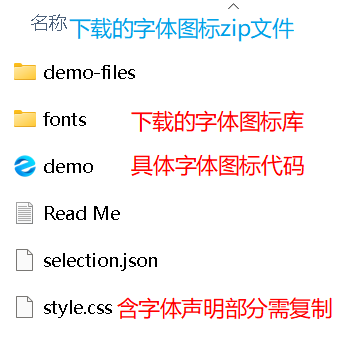 名称 下载的字体图标zip文件
demo-files
fonts 下载的字体图标库
demo 具体字体图标代码
Read Me
selection.json
style.css 含字体声明部分需复制